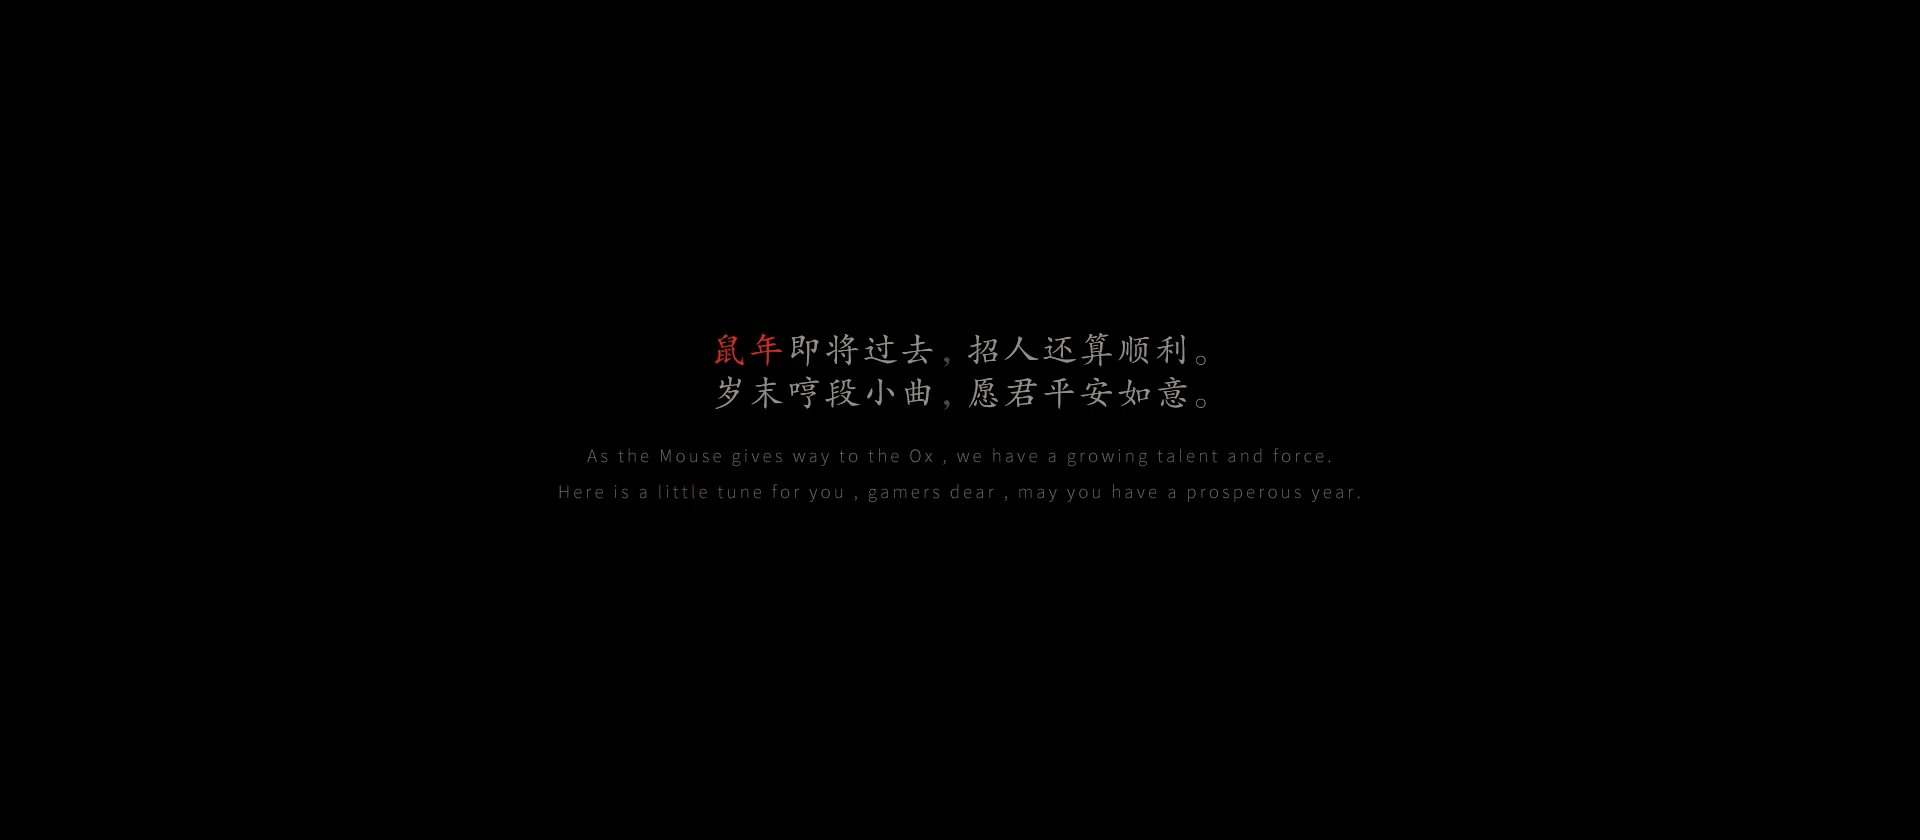 鼠年即将过去，招人还算顺利。
岁末哼段小曲，愿君平安如意。
As the Mouse gives way to the Ox , we have a growing talent and force.
Here is a little tune for you , gamers dear , may you have a prosperous year.